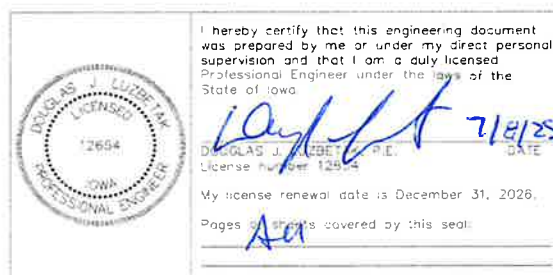 DOUGLAS J. LUZBETAK
LICENSED
12654
IOWA
PROFESSIONAL ENGINEER
I hereby certify that this engineering document
was prepared by me or under my direct personal
supervision and that I am a duly licensed
Professional Engineer under the laws of the
State of Iowa
7/8/25
DOUGLAS J. LUZBETAK, P.E. DATE
License number 12654
My license renewal date is December 31, 2026.
Pages or sheets covered by this seal:
All